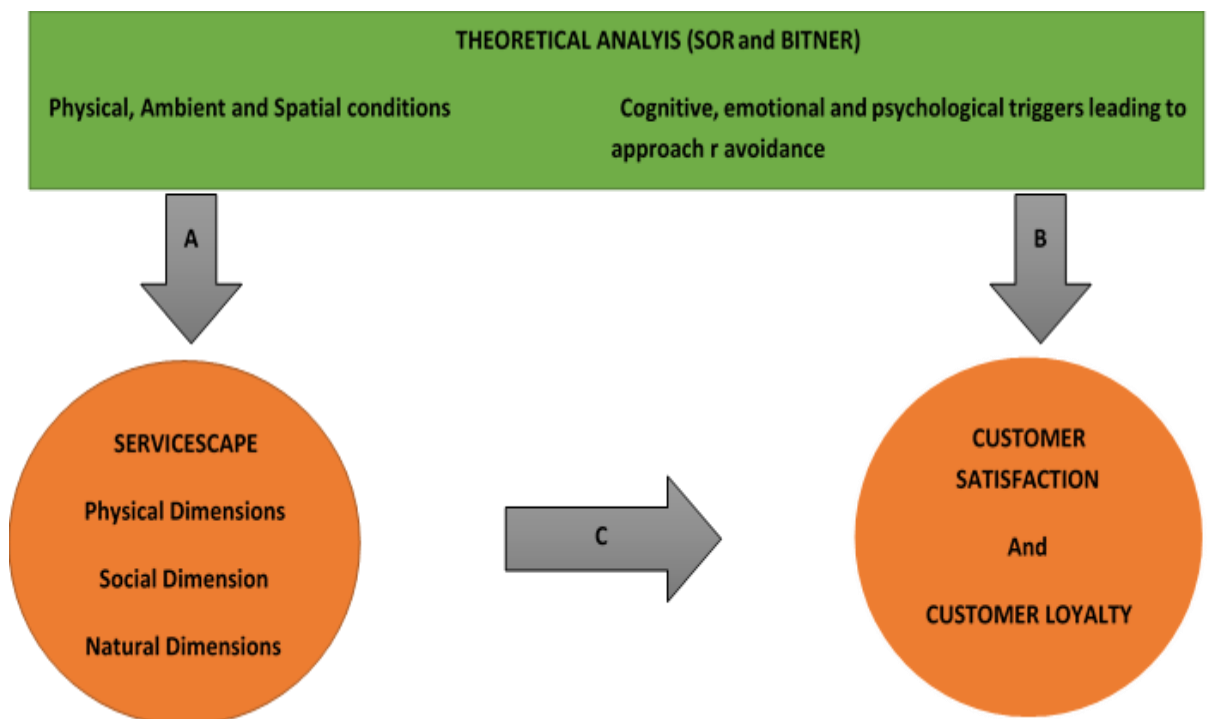 THEORETICAL ANALYIS (SOR and BITNER)
Physical, Ambient and Spatial conditions
Cognitive, emotional and psychological triggers leading to
approach r avoidance
A
B
SERVICESCAPE
Physical Dimensions
Social Dimension
Natural Dimensions
C
CUSTOMER
SATISFACTION
And
CUSTOMER LOYALTY